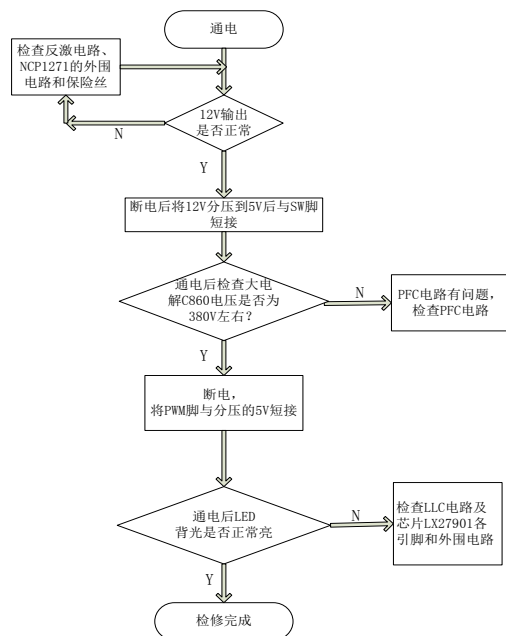 通电
检查反激电路、
NCP1271的外围
电路和保险丝
12V输出
是否正常
N
Y
断电后将12V分压到5V后与SW脚
短接
通电后检查大电
解C860电压是否为
380V左右？
N
PFC电路有问题，
检查PFC电路
Y
断电，
将PWM脚与分压的5V短接
通电后LED
背光是否正常亮
N
检查LLC电路及
芯片LX27901各
引脚和外围电路
Y
检修完成